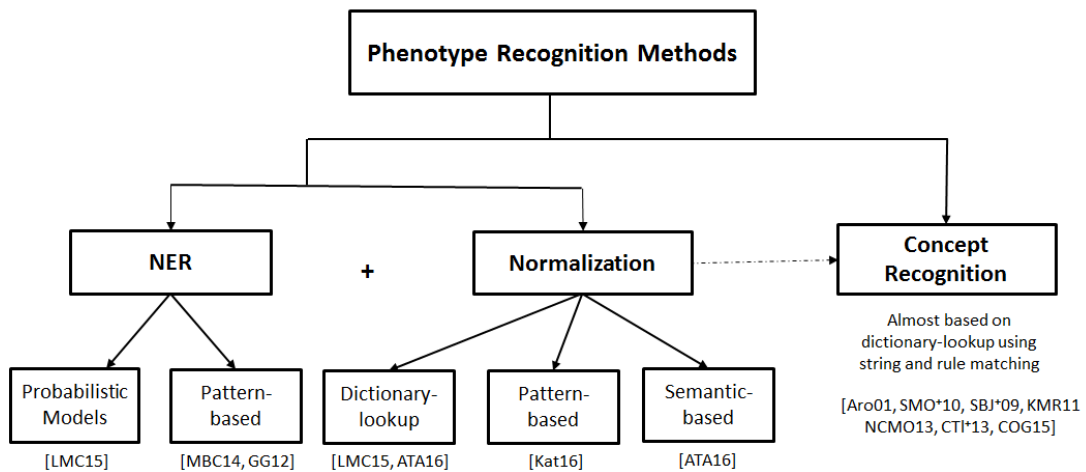 Phenotype Recognition Methods
NER
+
Normalization
Concept
Recognition
Almost based on
dictionary-lookup using
string and rule matching
Probabilistic
Models
Pattern-
based
Dictionary-
lookup
Pattern-
based
Semantic-
based
[Aro01, SMO⁺10, SBJ⁺09, KMR11
NCMO13, CTl⁺13, COG15]
[LMC15]
[MBC14, GG12]
[LMC15, ATA16]
[Kat16]
[ATA16]